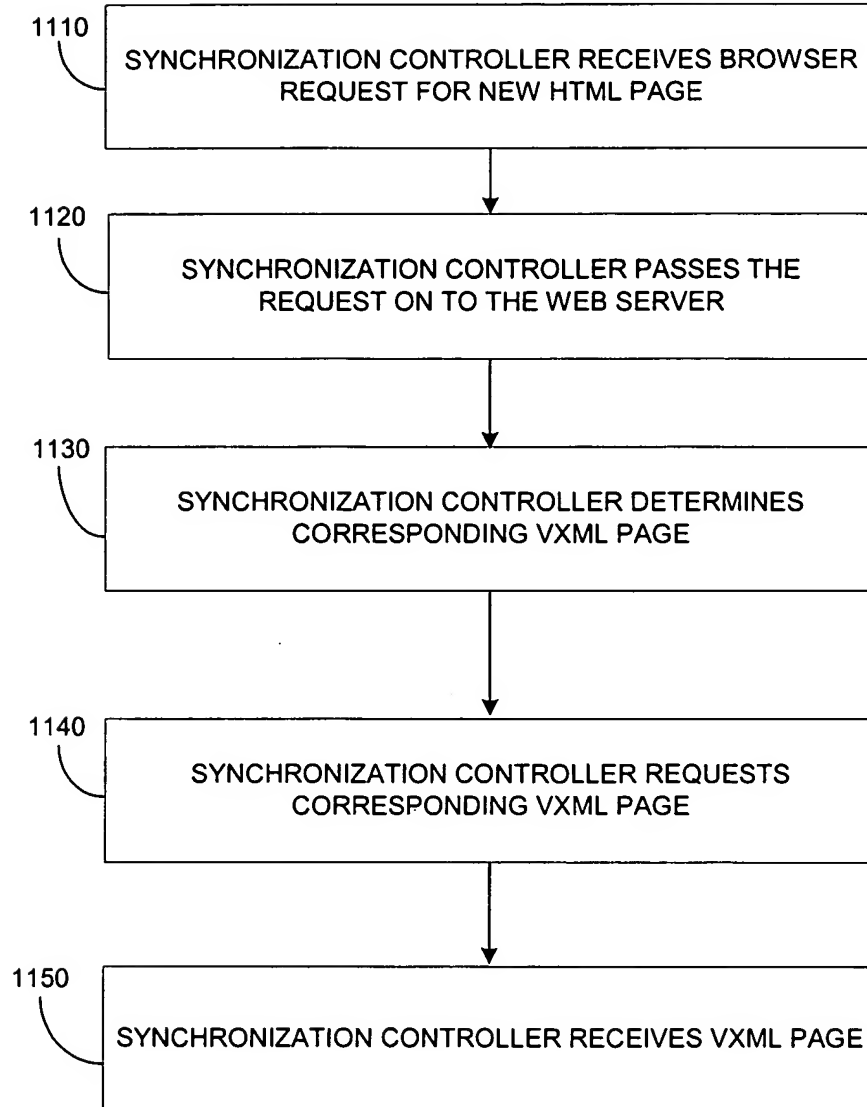 1110
SYNCHRONIZATION CONTROLLER RECEIVES BROWSER
REQUEST FOR NEW HTML PAGE
1120
SYNCHRONIZATION CONTROLLER PASSES THE
REQUEST ON TO THE WEB SERVER
1130
SYNCHRONIZATION CONTROLLER DETERMINES
CORRESPONDING VXML PAGE
1140
SYNCHRONIZATION CONTROLLER REQUESTS
CORRESPONDING VXML PAGE
1150
SYNCHRONIZATION CONTROLLER RECEIVES VXML PAGE